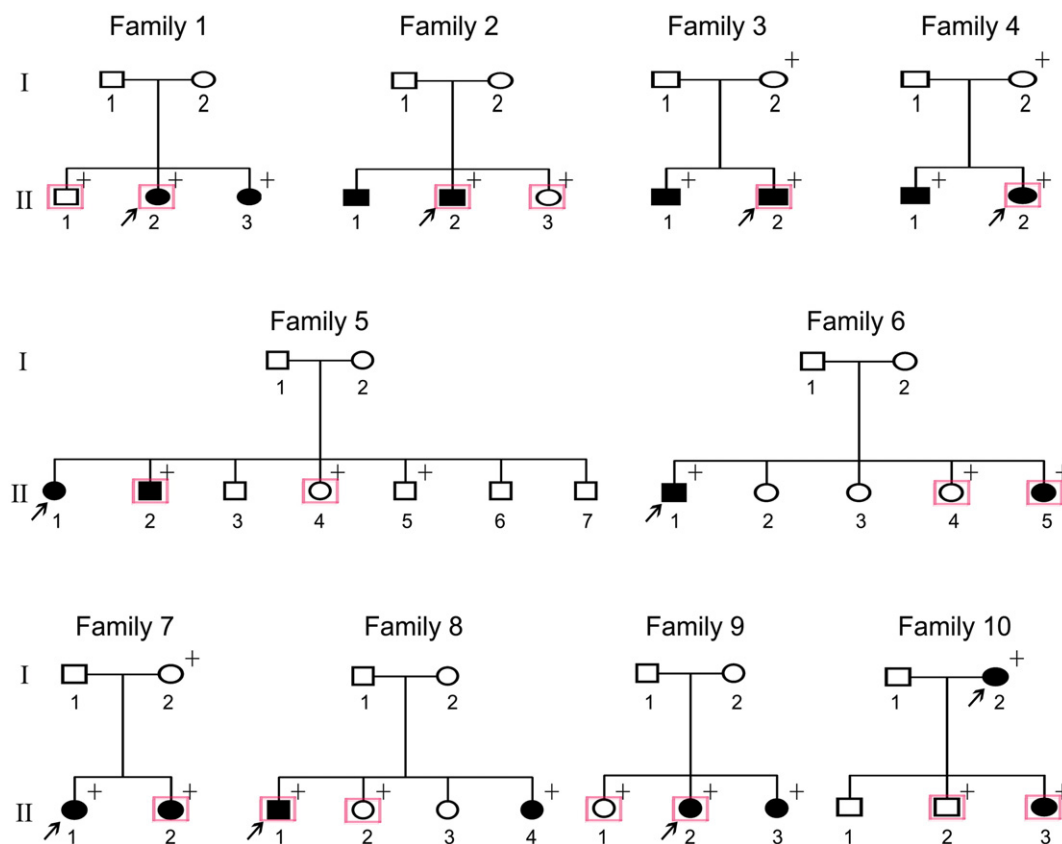 Family 1 Family 2 Family 3 Family 4
I + +
1 2 1 2 1 2 1 2
II + + + + + + + + +
1 2 3 1 2 3 1 2 1 2
Family 5 Family 6
I
1 2 1 2
II + + + + + +
1 2 3 4 5 6 7 1 2 3 4 5
Family 7 Family 8 Family 9 Family 10
I + +
1 2 1 2 1 2 1 2
II + + + + + + + + + +
1 2 1 2 3 4 1 2 3 1 2 3